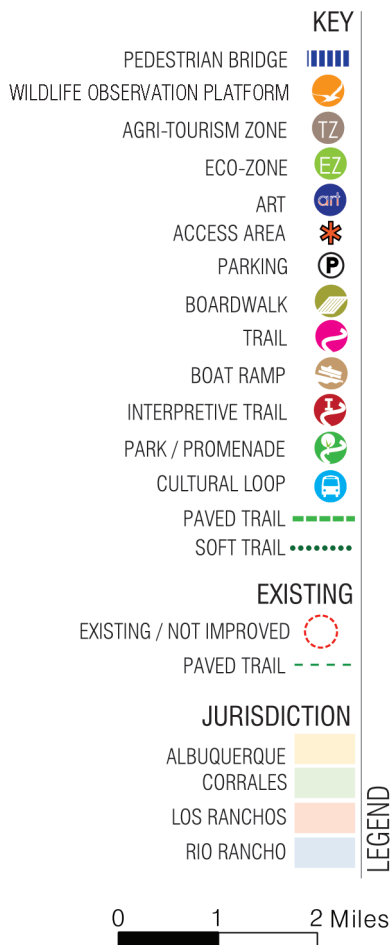 KEY
PEDESTRIAN BRIDGE
WILDLIFE OBSERVATION PLATFORM
AGRI-TOURISM ZONE TZ
ECO-ZONE EZ
ART art
ACCESS AREA
PARKING P
BOARDWALK
TRAIL
BOAT RAMP
INTERPRETIVE TRAIL
PARK / PROMENADE
CULTURAL LOOP
PAVED TRAIL
SOFT TRAIL
EXISTING
EXISTING / NOT IMPROVED
PAVED TRAIL
JURISDICTION
ALBUQUERQUE
CORRALES
LOS RANCHOS
RIO RANCHO
LEGEND
0 1 2 Miles